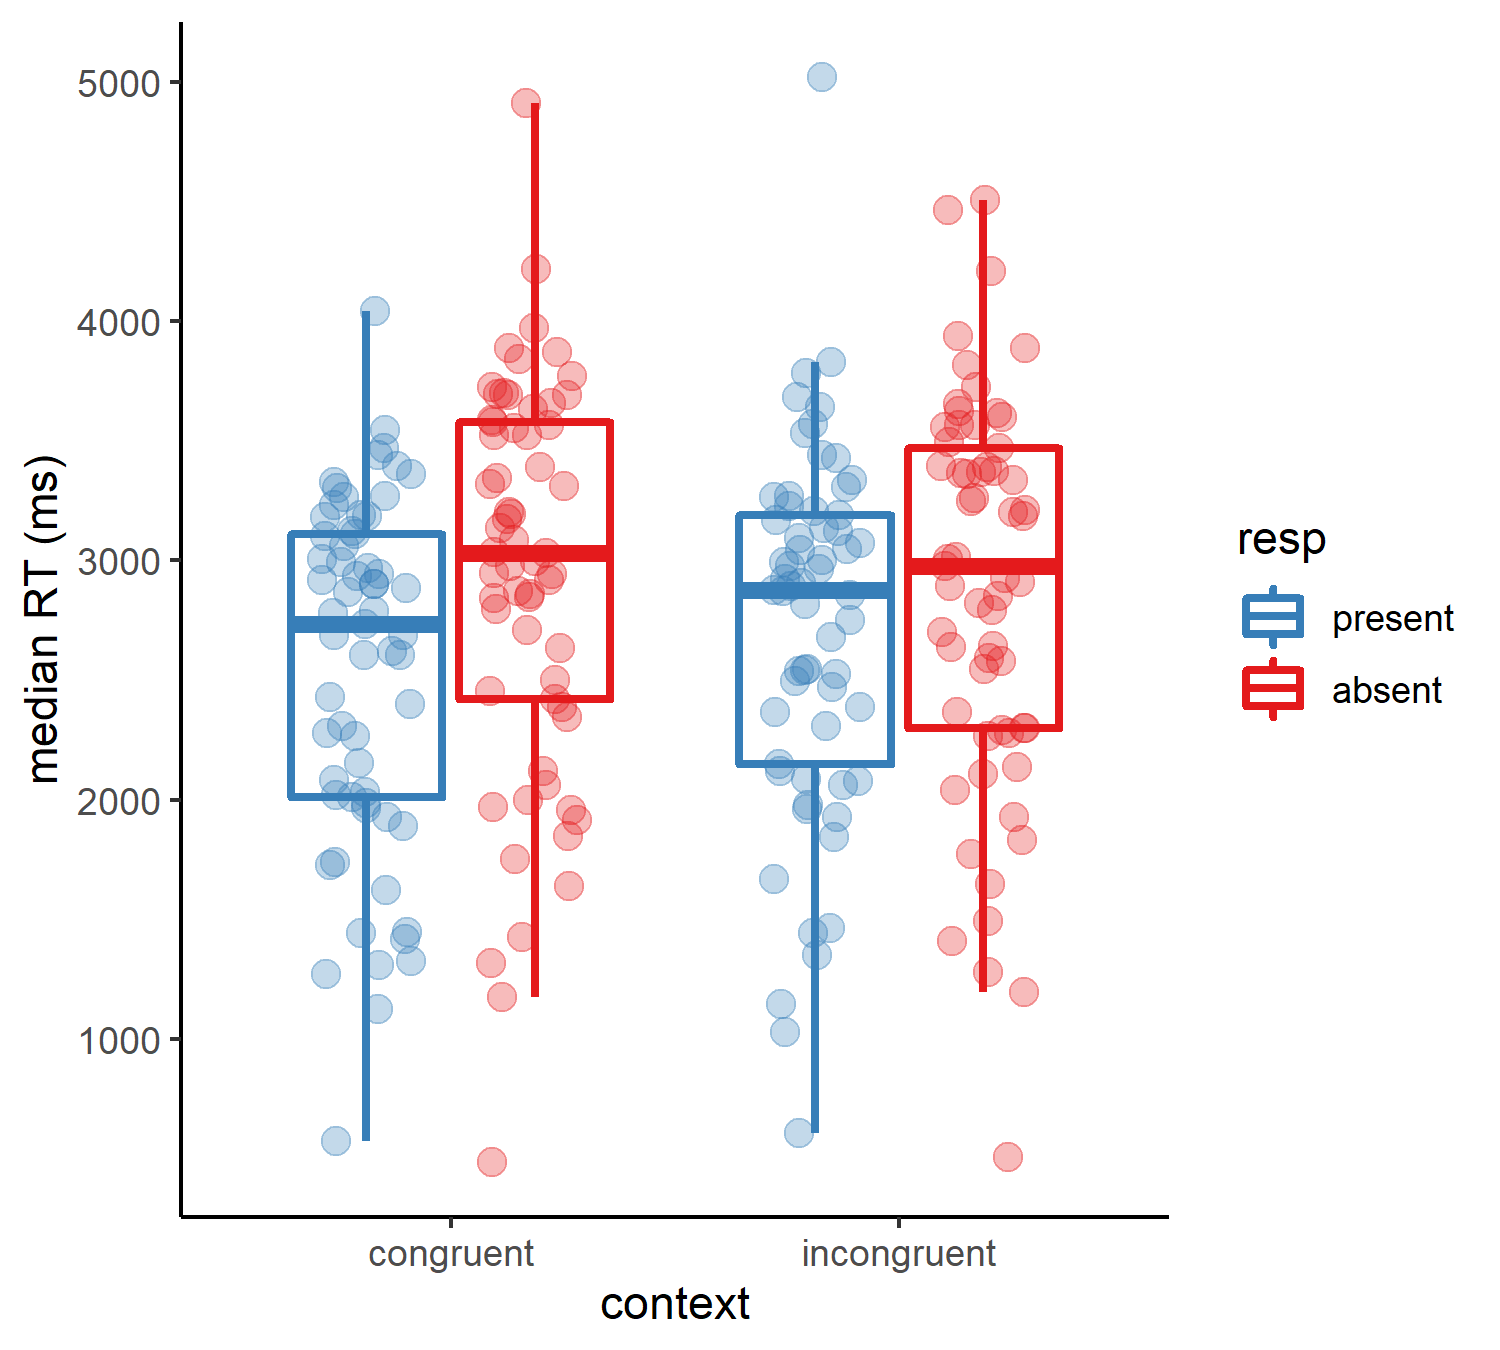 5000
4000
3000
2000
1000
median RT (ms)
congruent
incongruent
context
resp
present
absent